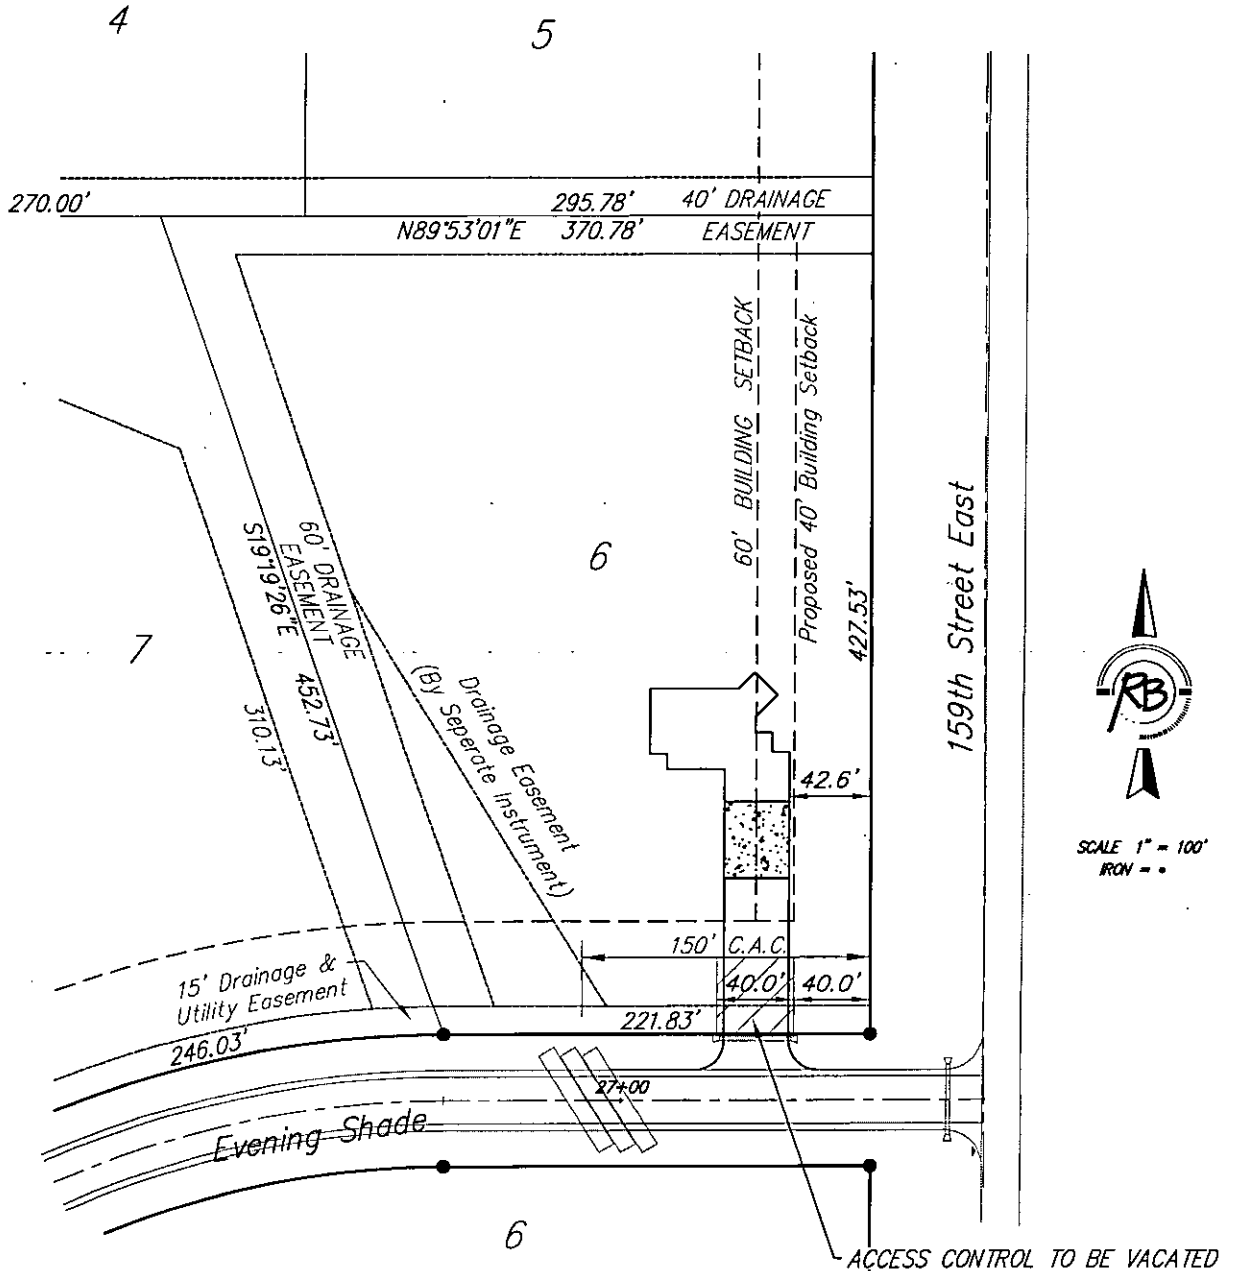 4
5
270.00'
295.78'
40' DRAINAGE
N89°53'01"E 370.78'
EASEMENT
60' BUILDING SETBACK
Proposed 40' Building Setback
427.53'
159th Street East
60' DRAINAGE
EASEMENT
S19°19'26"E 452.73'
310.13'
6
7
Drainage Easement
(By Seperate Instrument)
42.6'
RB
SCALE 1" = 100'
IRON = •
150' C.A.C.
15' Drainage &
Utility Easement
40.0'
40.0'
221.83'
246.03'
27+00
Evening Shade
6
ACCESS CONTROL TO BE VACATED